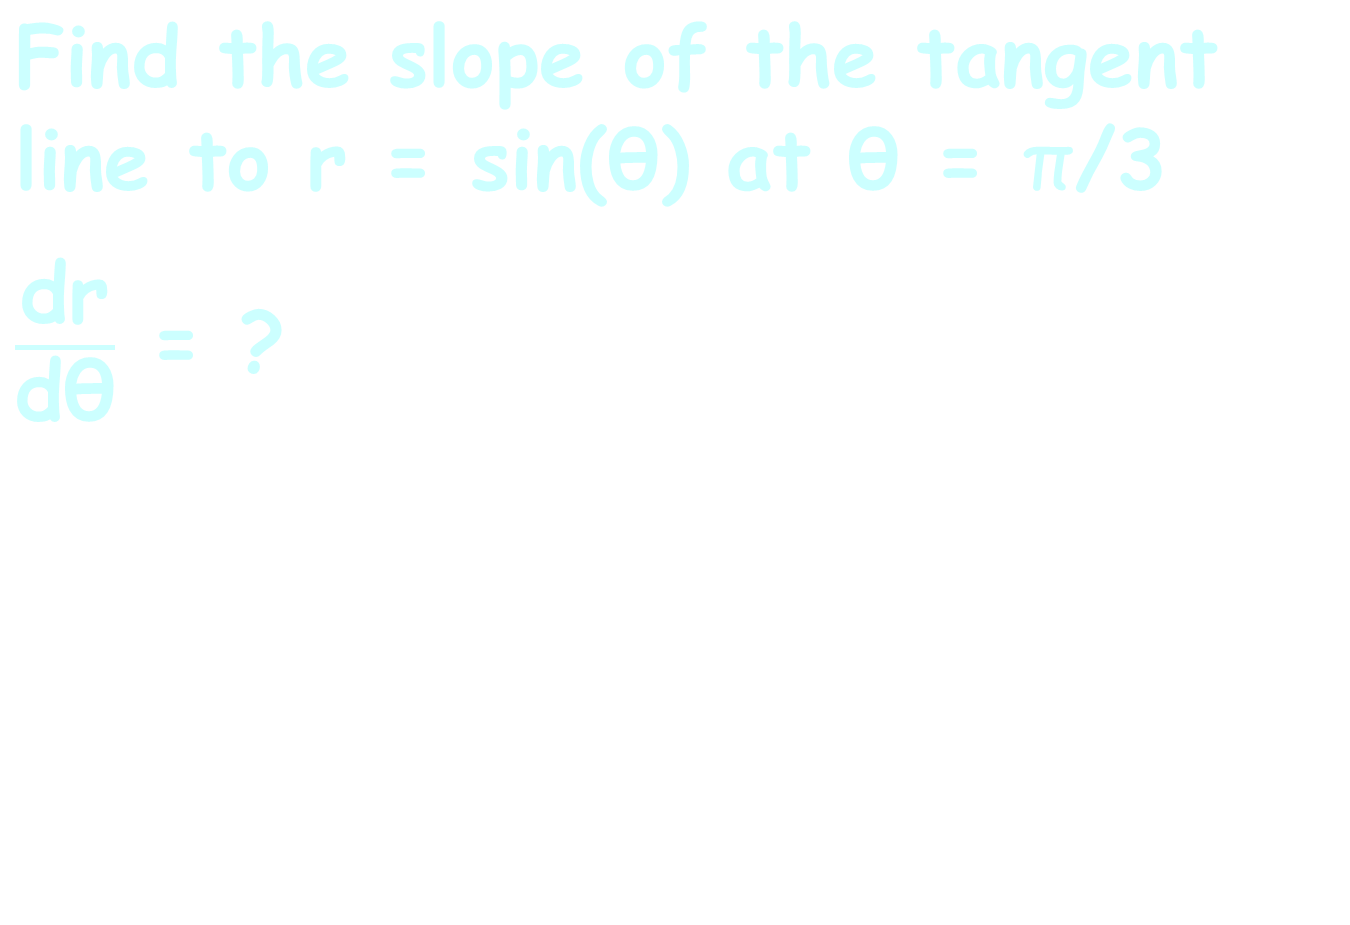 Find the slope of the tangent
line to r = sin(θ) at θ = π/3
dr
= ?
dθ